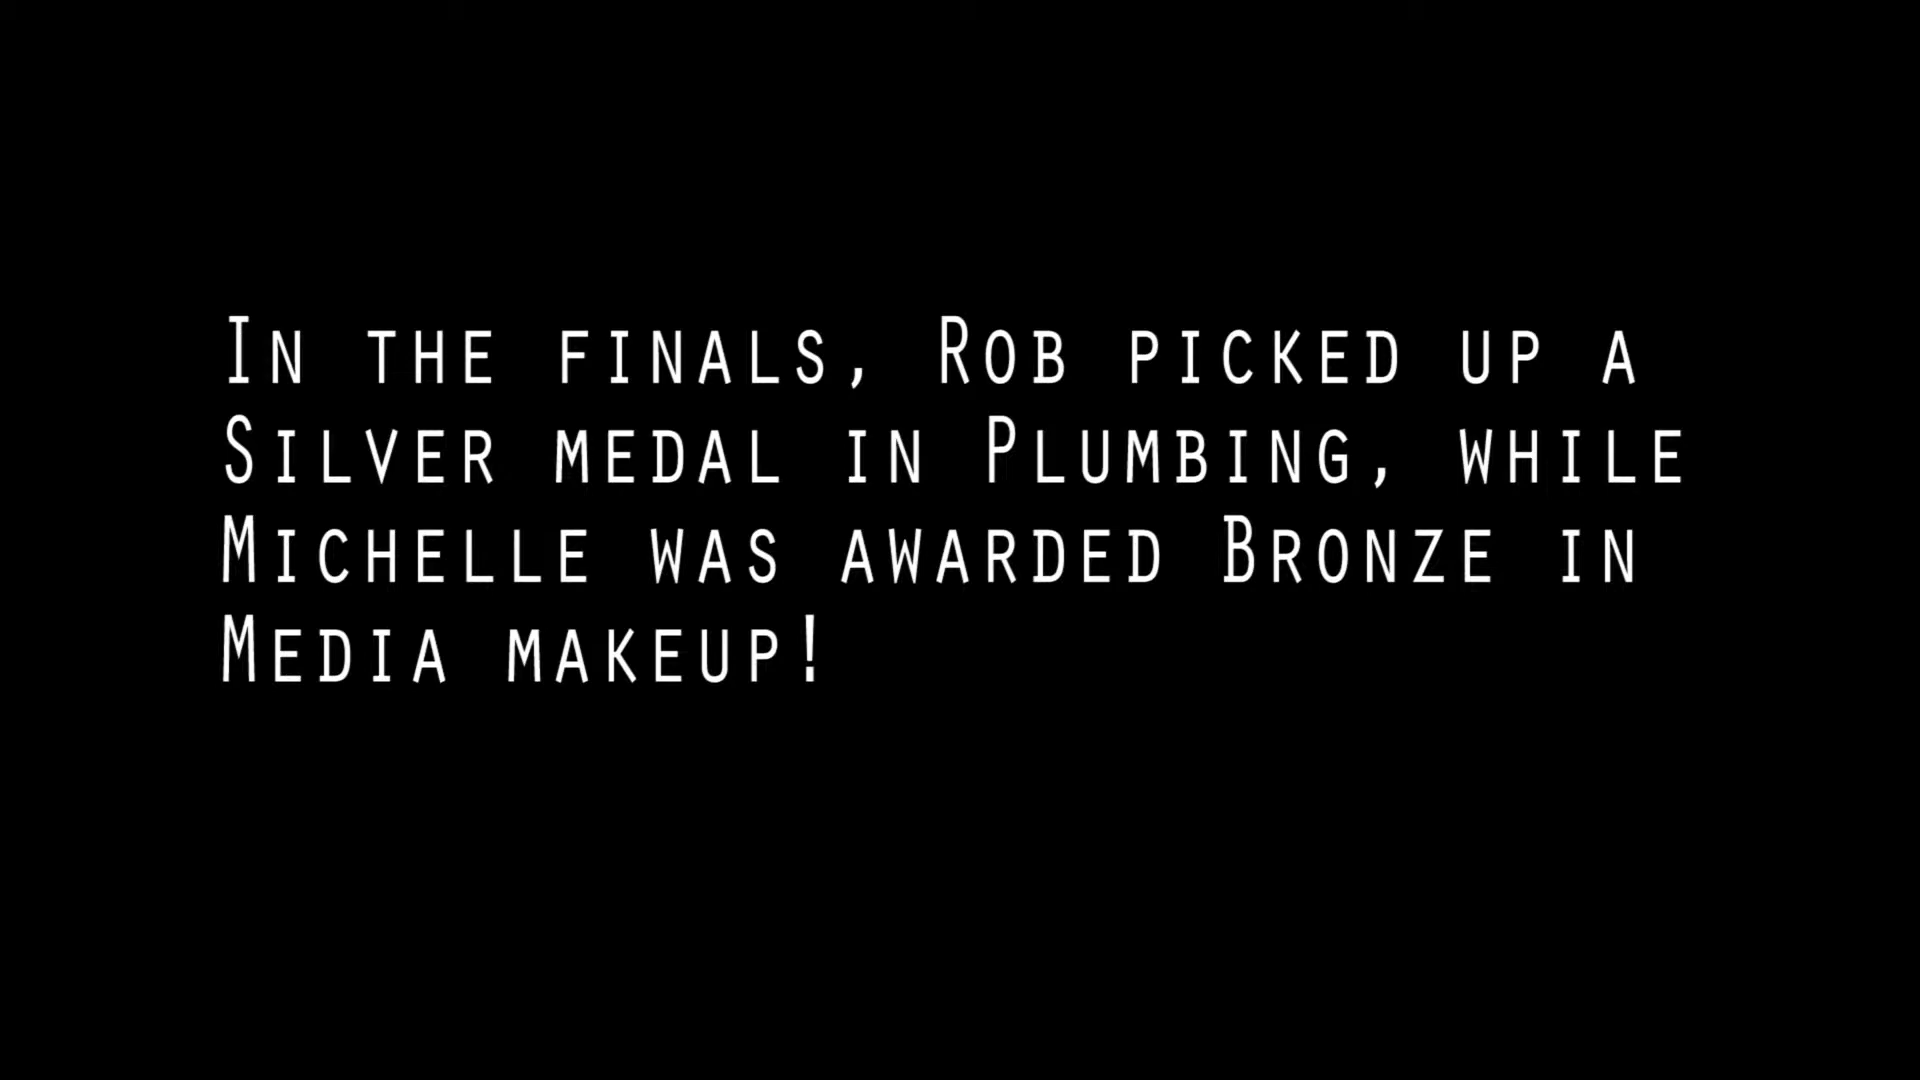 In the finals, Rob picked up a
Silver medal in Plumbing, while
Michelle was awarded Bronze in
Media makeup!